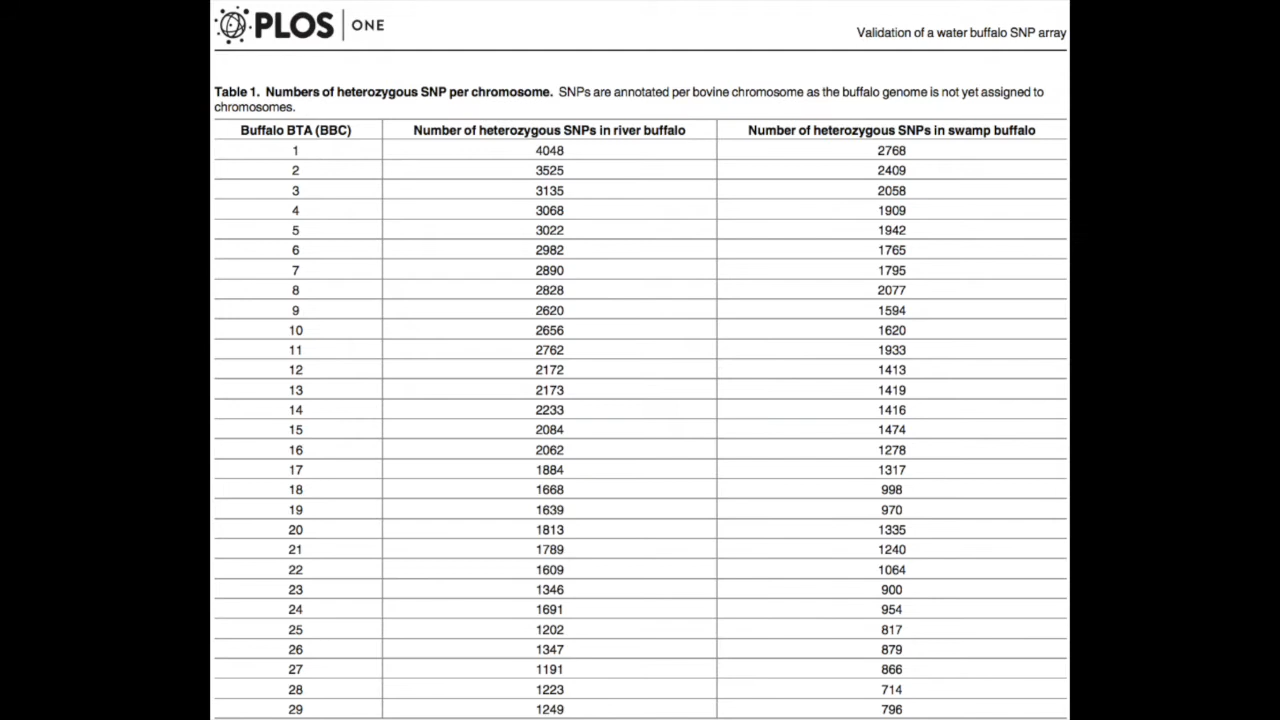 PLOS ONE
Validation of a water buffalo SNP array
Table 1. Numbers of heterozygous SNP per chromosome. SNPs are annotated per bovine chromosome as the buffalo genome is not yet assigned to
chromosomes.
Buffalo BTA (BBC) Number of heterozygous SNPs in river buffalo Number of heterozygous SNPs in swamp buffalo
1 4048 2768
2 3525 2409
3 3135 2058
4 3068 1909
5 3022 1942
6 2982 1765
7 2890 1795
8 2828 2077
9 2620 1594
10 2656 1620
11 2762 1933
12 2172 1413
13 2173 1419
14 2233 1416
15 2084 1474
16 2062 1278
17 1884 1317
18 1668 998
19 1639 970
20 1813 1335
21 1789 1240
22 1609 1064
23 1346 900
24 1691 954
25 1202 817
26 1347 879
27 1191 866
28 1223 714
29 1249 796